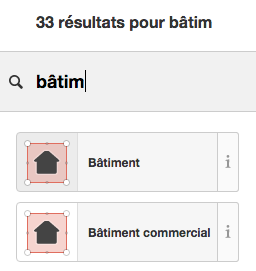 33 résultats pour bâtim
bâtim
Bâtiment
Bâtiment commercial